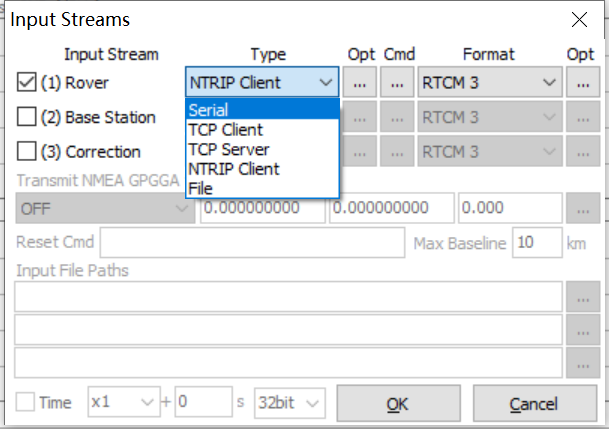 Input Streams
Input Stream Type Opt Cmd Format Opt
(1) Rover NTRIP Client ... ... RTCM 3 ...
(2) Base Station Serial ... RTCM 3 ...
TCP Client
(3) Correction TCP Server ... RTCM 3 ...
NTRIP Client
Transmit NMEA GPGGA File
OFF 0.000000000 0.000000000 0.000 ...
Reset Cmd Max Baseline 10 km
Input File Paths
...
...
...
Time x1 + 0 s 32bit OK Cancel